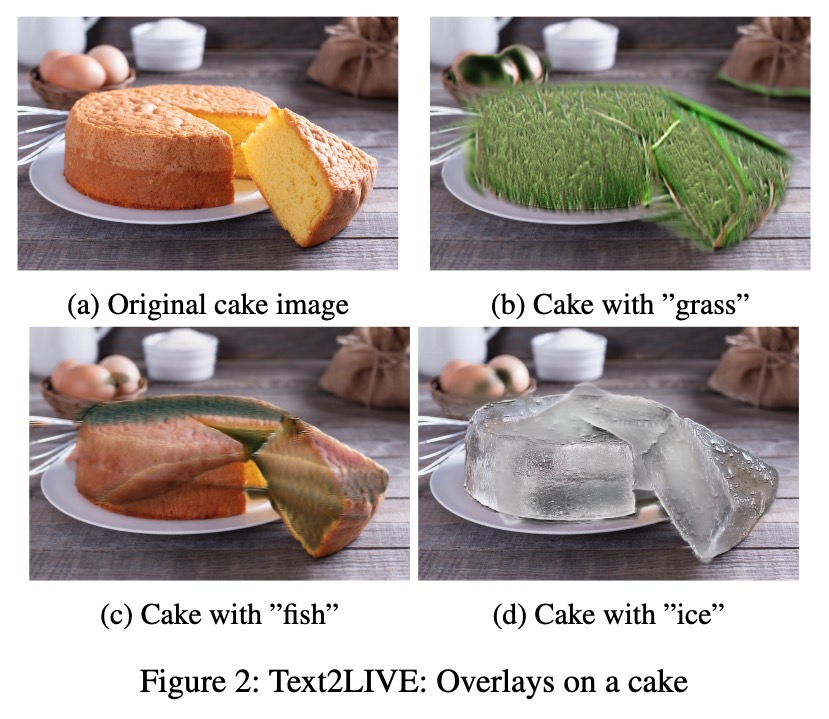 (a) Original cake image
(b) Cake with ”grass”
(c) Cake with ”fish”
(d) Cake with ”ice”
Figure 2: Text2LIVE: Overlays on a cake